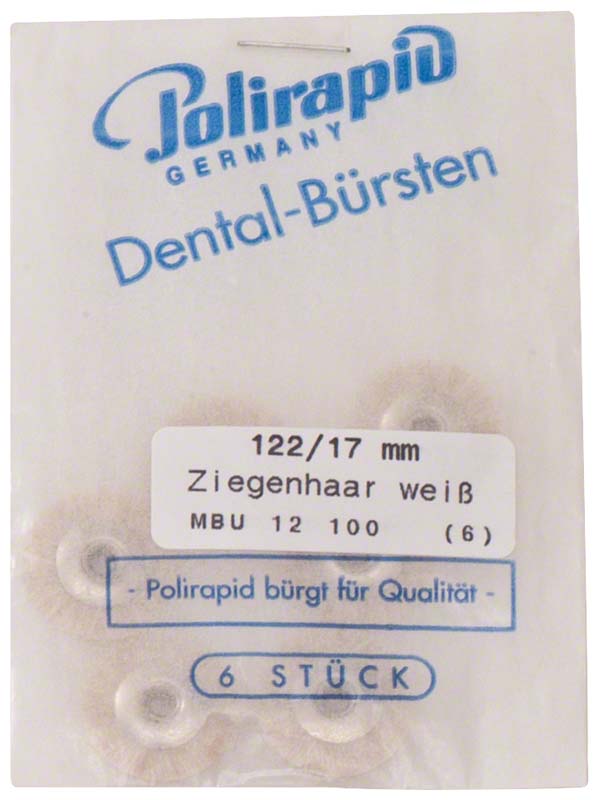 Polirapid
GERMANY
Dental-Bürsten
122/17 mm
Ziegenhaar weiß
MBU 12 100 (6)
- Polirapid bürgt für Qualität -
6 STÜCK